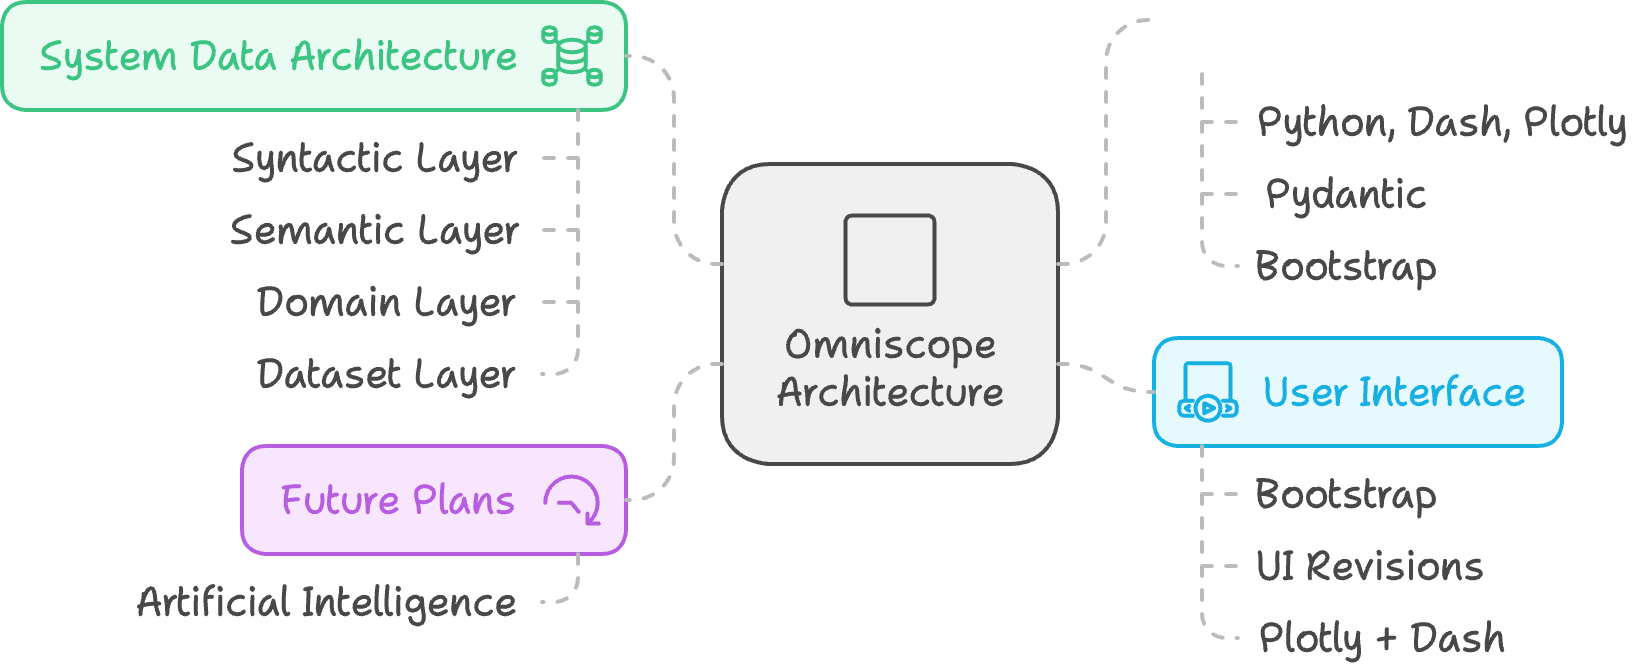 System Data Architecture
Syntactic Layer
Semantic Layer
Domain Layer
Dataset Layer
Future Plans
Artificial Intelligence
Omniscope
Architecture
Python, Dash, Plotly
Pydantic
Bootstrap
User Interface
Bootstrap
UI Revisions
Plotly + Dash